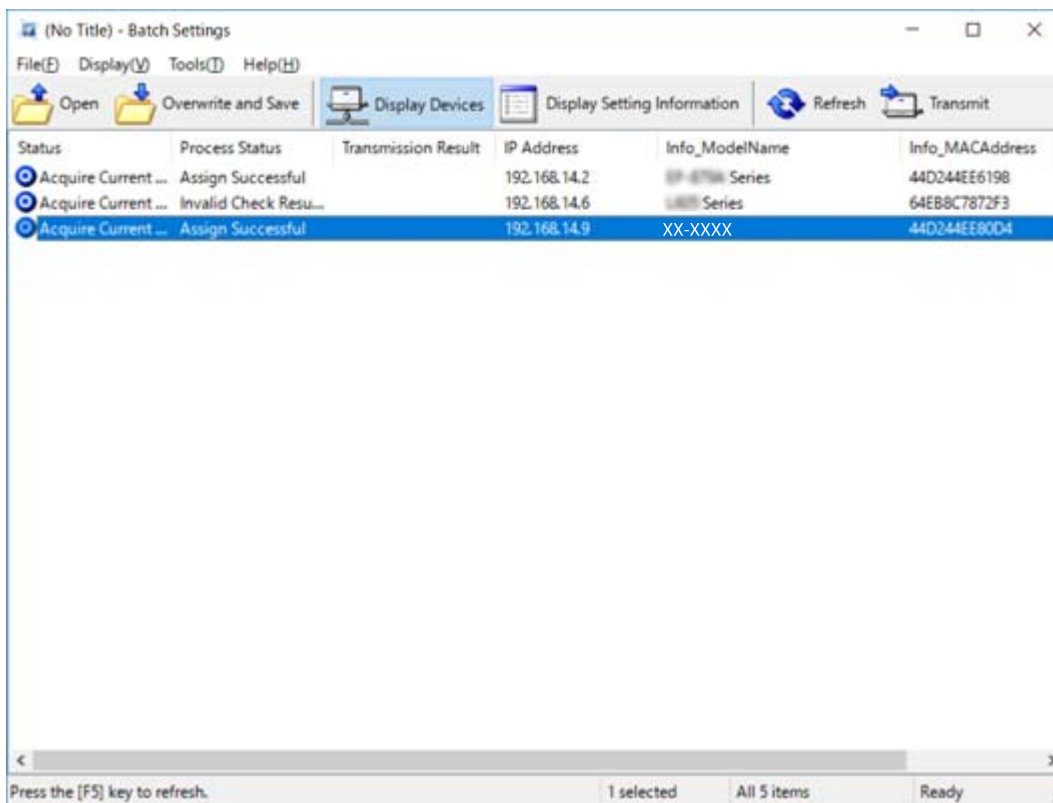 (No Title) - Batch Settings
File(F) Display(V) Tools(T) Help(H)
Open Overwrite and Save Display Devices Display Setting Information Refresh Transmit
Status Process Status Transmission Result IP Address Info_ModelName Info_MACAddress
Acquire Current ... Assign Successful 192.168.14.2 Series 44D244EE6198
Acquire Current ... Invalid Check Resu... 192.168.14.6 Series 64EB8C7872F3
Acquire Current ... Assign Successful 192.168.14.9 XX-XXXX 44D244EE80D4
Press the [F5] key to refresh. 1 selected All 5 items Ready